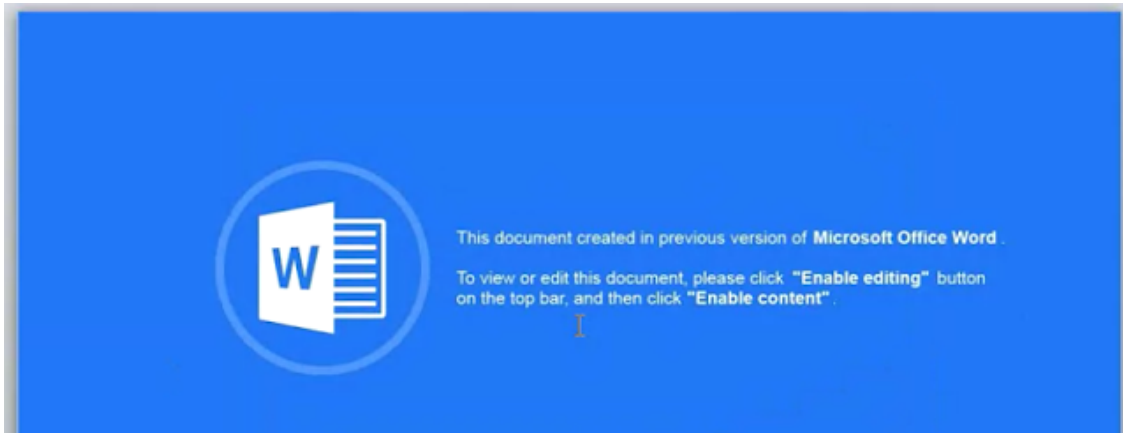 W
This document created in previous version of Microsoft Office Word .
To view or edit this document, please click "Enable editing" button
on the top bar, and then click "Enable content" .